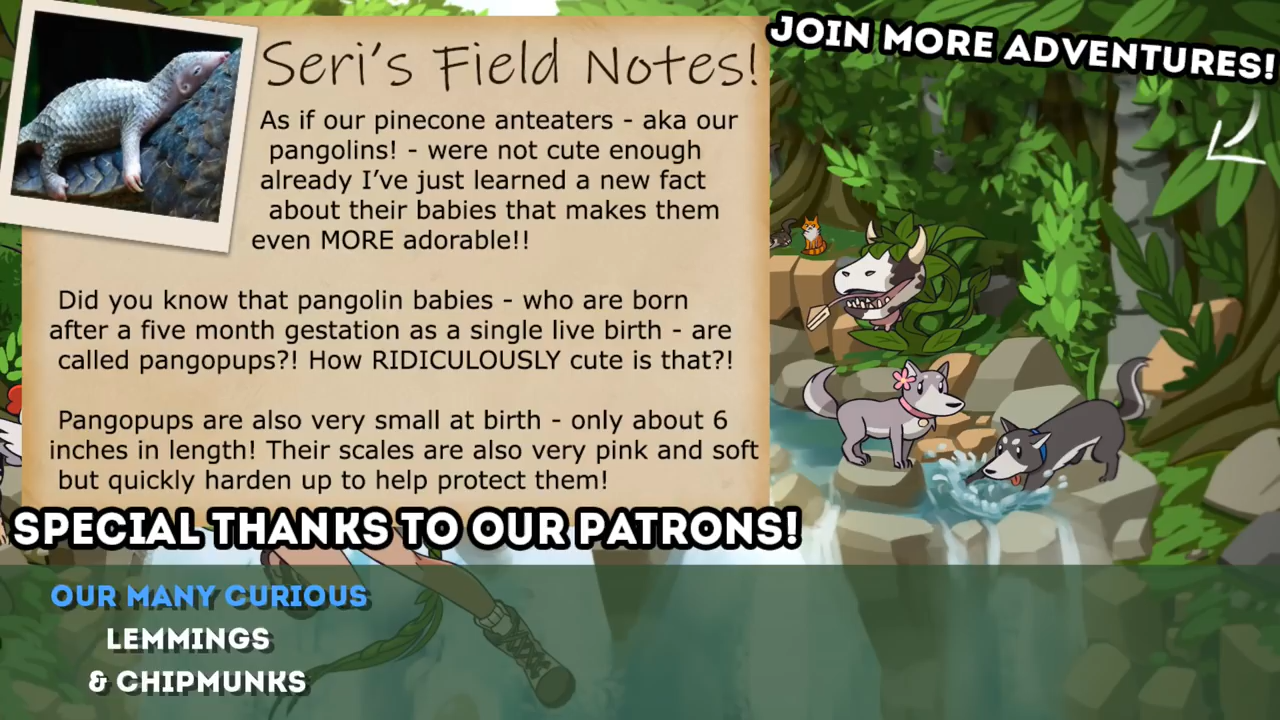 Seri's Field Notes!
As if our pinecone anteaters - aka our
pangolins! - were not cute enough
already I've just learned a new fact
about their babies that makes them
even MORE adorable!!
Did you know that pangolin babies - who are born
after a five month gestation as a single live birth - are
called pangopups?! How RIDICULOUSLY cute is that?!
Pangopups are also very small at birth - only about 6
inches in length! Their scales are also very pink and soft
but quickly harden up to help protect them!
JOIN MORE ADVENTURES!
SPECIAL THANKS TO OUR PATRONS!
OUR MANY CURIOUS
LEMMINGS
& CHIPMUNKS